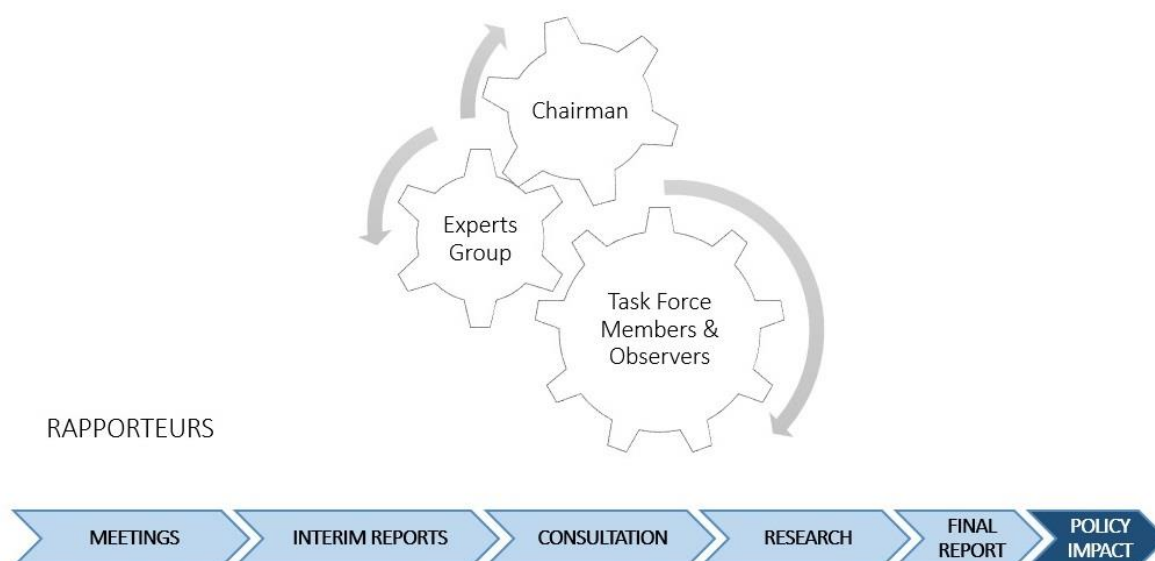 Chairman
Experts
Group
Task Force
Members &
Observers
RAPPORTEURS
MEETINGS
INTERIM REPORTS
CONSULTATION
RESEARCH
FINAL
REPORT
POLICY
IMPACT